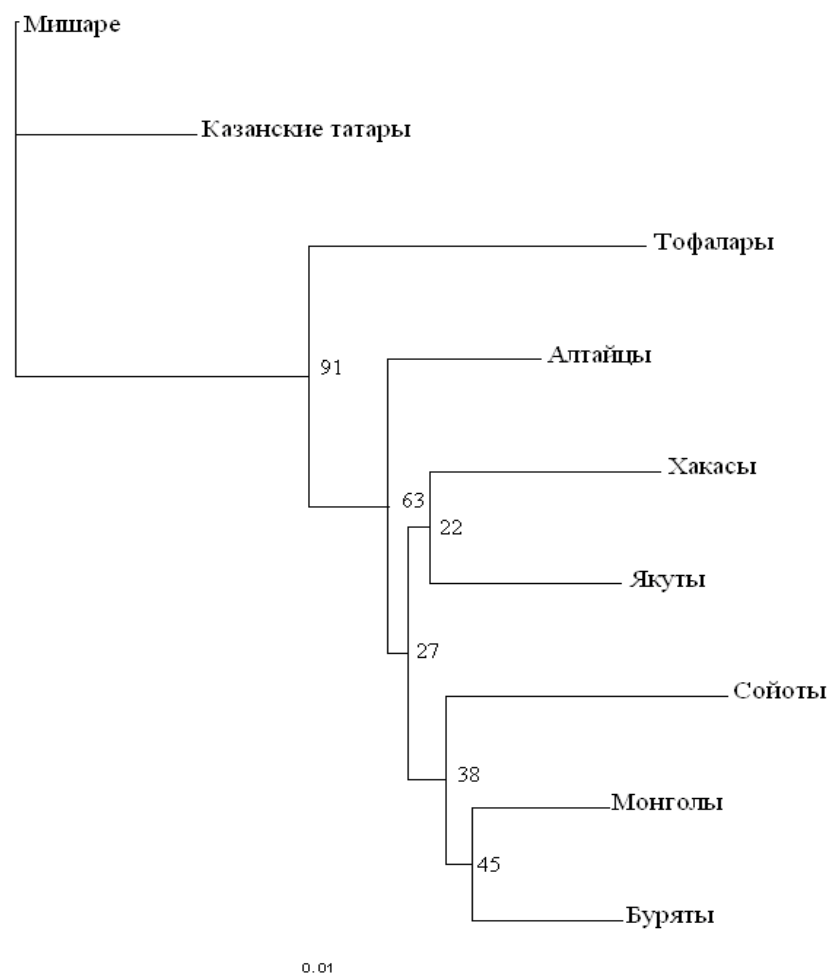 Мишаре
Казанские татары
Тофалары
Алтайцы
91
Хакасы
63
22
Якуты
27
Сойоты
38
Монголы
45
Буряты
0.01